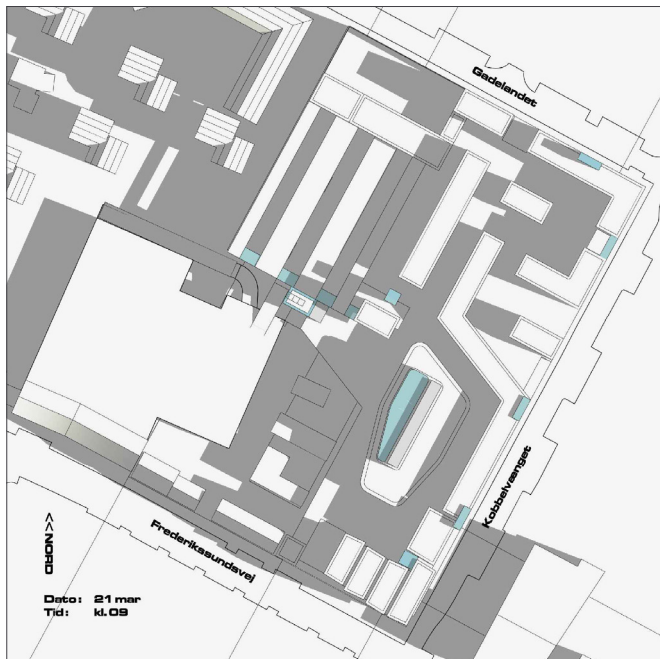 Gadelandet
Kobbelvænget
Frederikssundsvej
<< NORD
Dato: 21 mar
Tid: kl.09